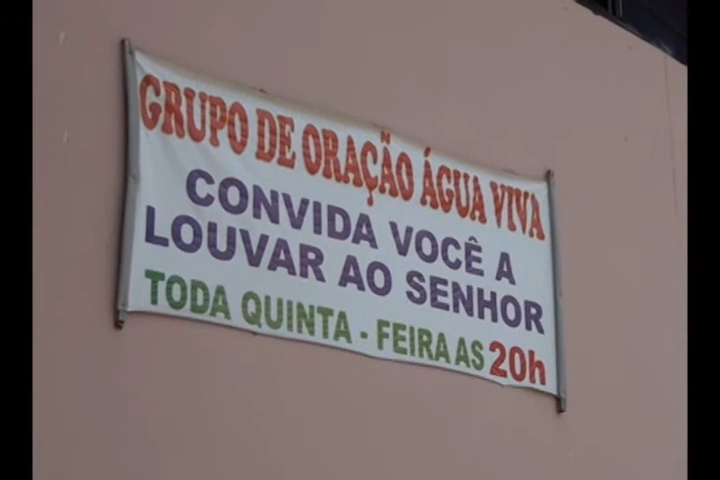 GRUPO DE ORAÇÃO ÁGUA VIVA
CONVIDA VOCÊ A
LOUVAR AO SENHOR
TODA QUINTA - FEIRA AS 20h